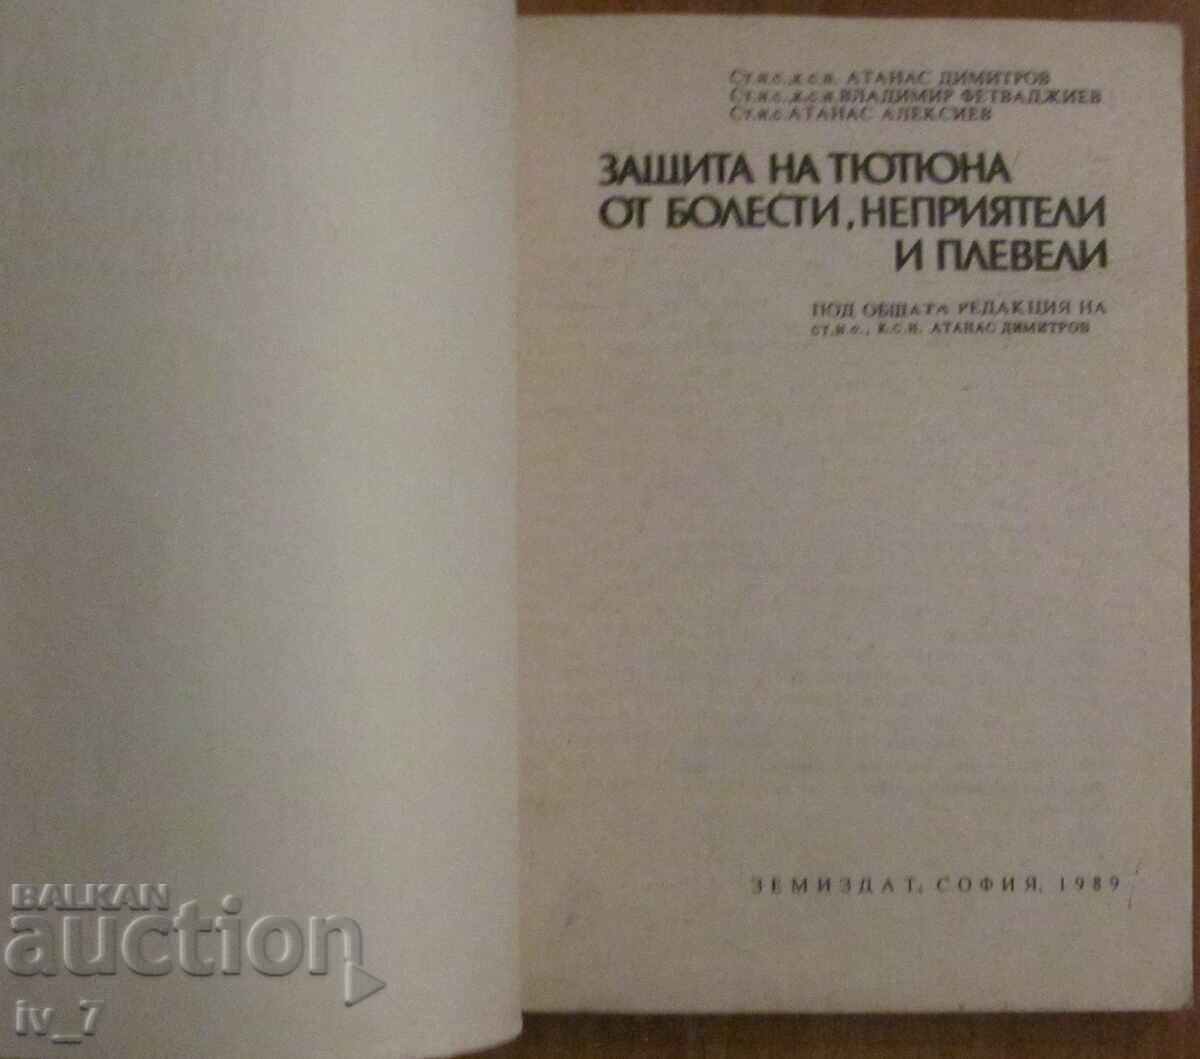 Ст.н.с., к.с.н. АТАНАС ДИМИТРОВ
Ст.н.с., к.с.н ВЛАДИМИР ФЕТВАДЖИЕВ
Ст.н.с АТАНАС АЛЕКСИЕВ
ЗАЩИТА НА ТЮТЮНА
ОТ БОЛЕСТИ, НЕПРИЯТЕЛИ
И ПЛЕВЕЛИ
ПОД ОБЩАТА РЕДАКЦИЯ НА
СТ.Н.С., К.С.Н. АТАНАС ДИМИТРОВ
ЗЕМИЗДАТ, СОФИЯ, 1989
BALKAN
auction
iv_7